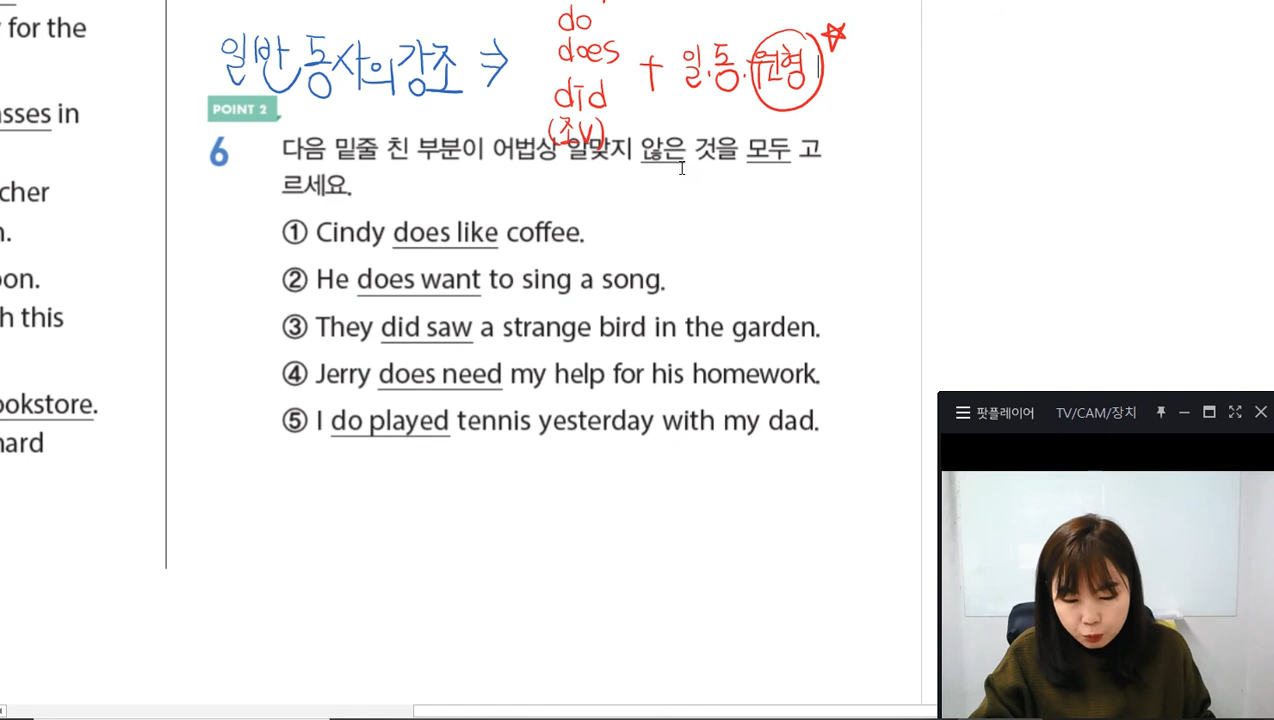 y for the
sses in
cher
n.
oon.
h this
ookstore.
hard
do
does
did
(조V)
일반동사의강조 ⇒
+ 일.동.원형)☆
POINT 2
6 다음 밑줄 친 부분이 어법상 알맞지 않은 것을 모두 고
르세요.
① Cindy does like coffee.
② He does want to sing a song.
③ They did saw a strange bird in the garden.
④ Jerry does need my help for his homework.
⑤ I do played tennis yesterday with my dad.
팟플레이어 TV/CAM/장치